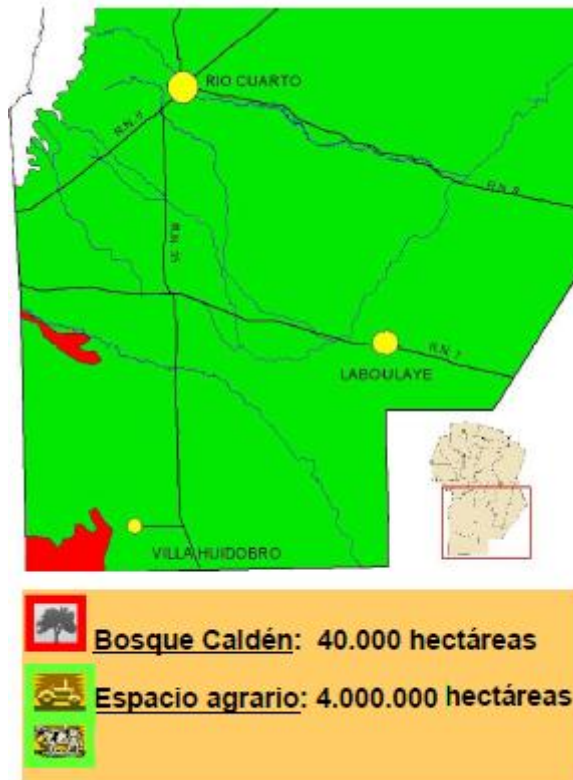 RIO CUARTO
R.N. 8
R.N. 35
LABOULAYE
R.N. 7
VILLA HUIDOBRO
Bosque Caldén: 40.000 hectáreas
Espacio agrario: 4.000.000 hectáreas